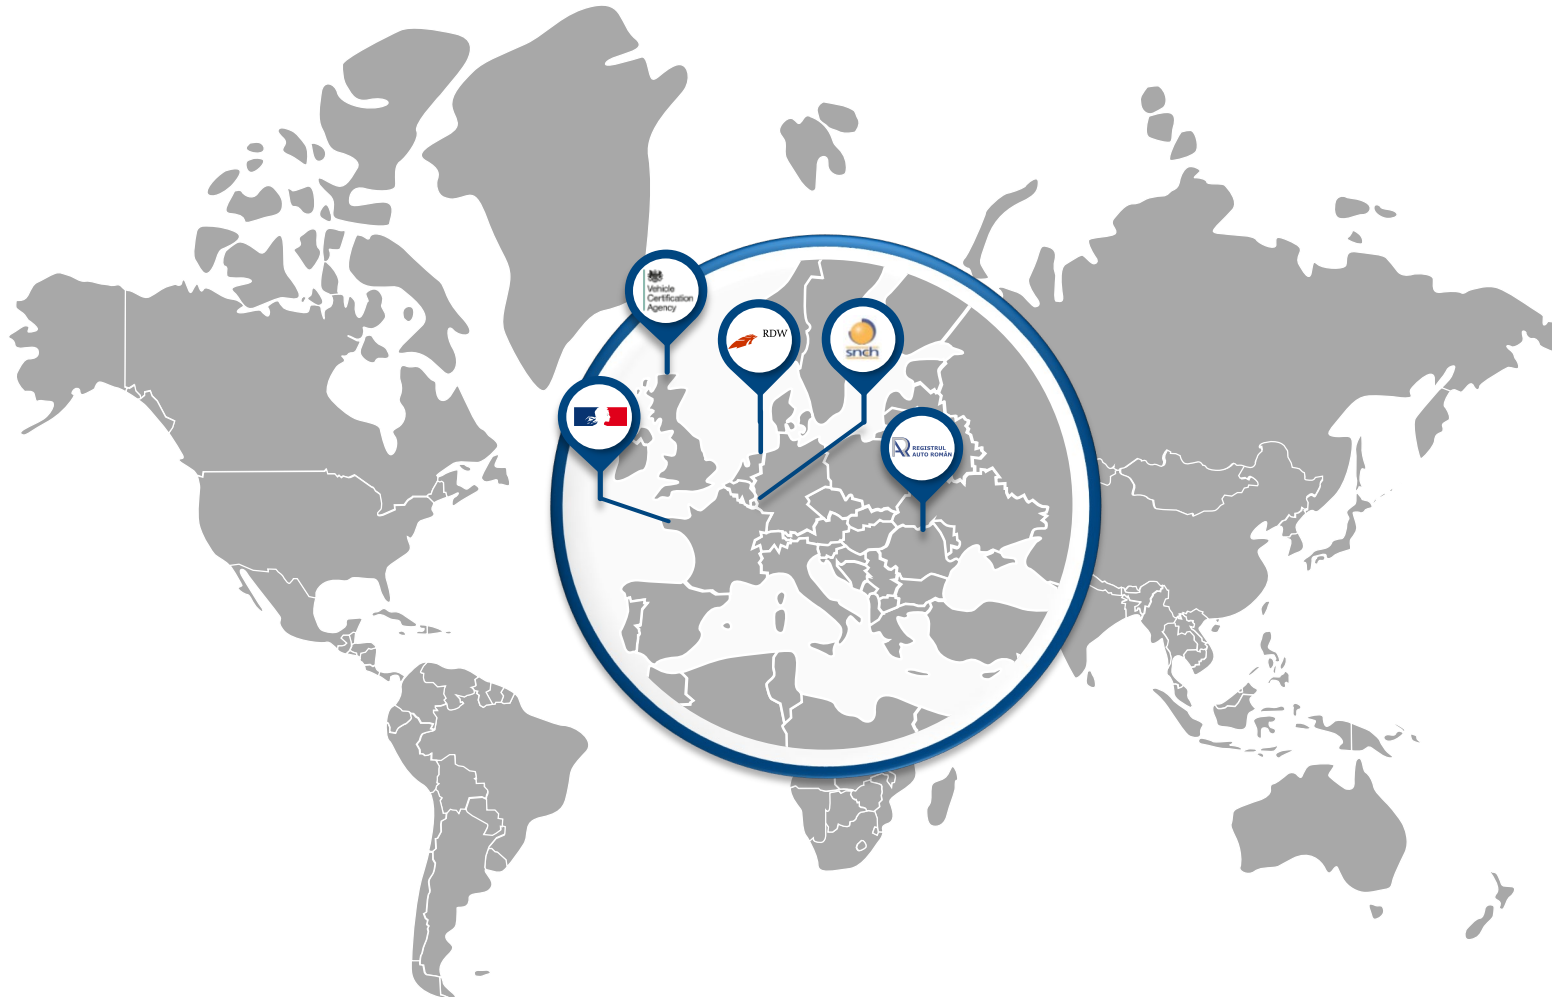 Vehicle
Certification
Agency
RDW
snch
REGISTRUL
AUTO ROMÂN